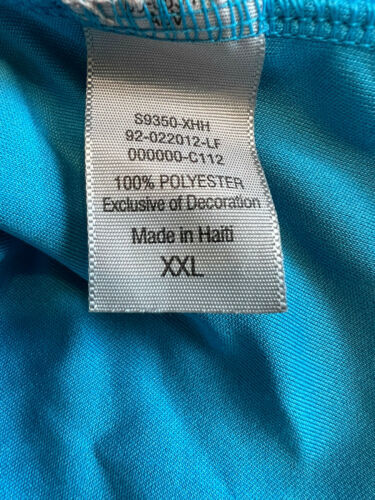 S9350-XHH
92-022012-LF
000000-C112
100% POLYESTER
Exclusive of Decoration
Made in Haiti
XXL